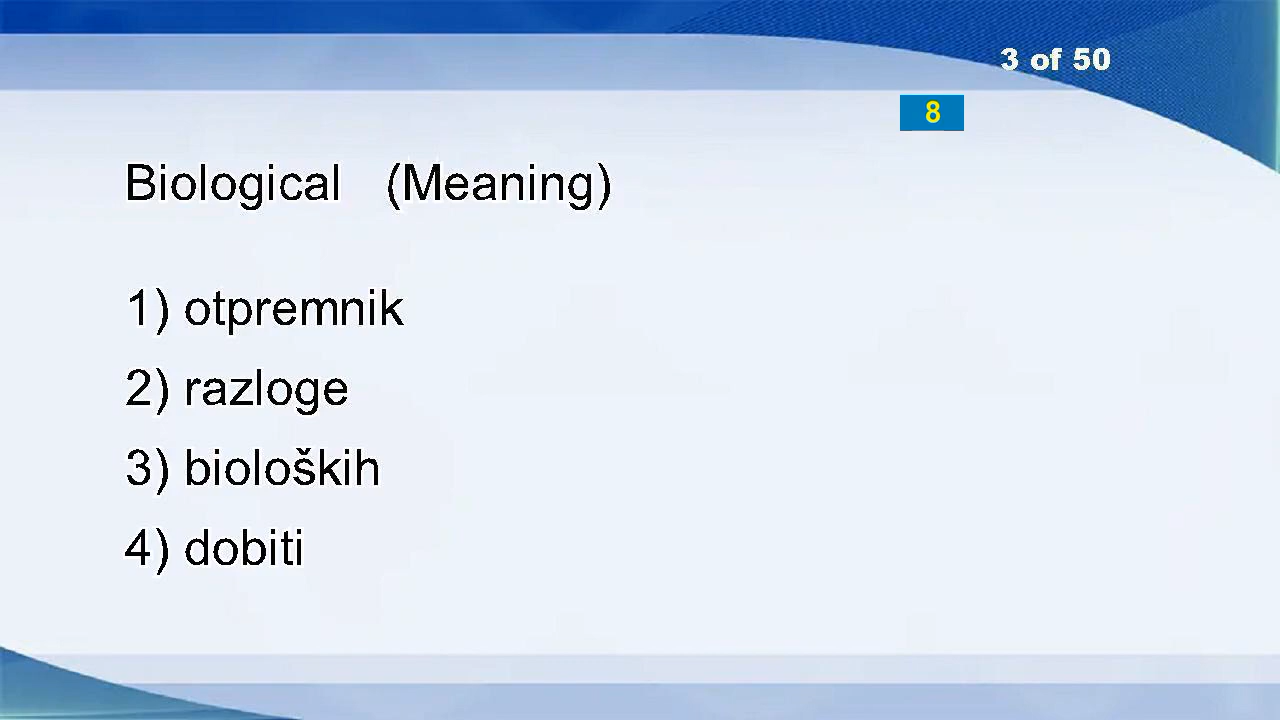 3 of 50
8
Biological (Meaning)
1) otpremnik
2) razloge
3) bioloških
4) dobiti